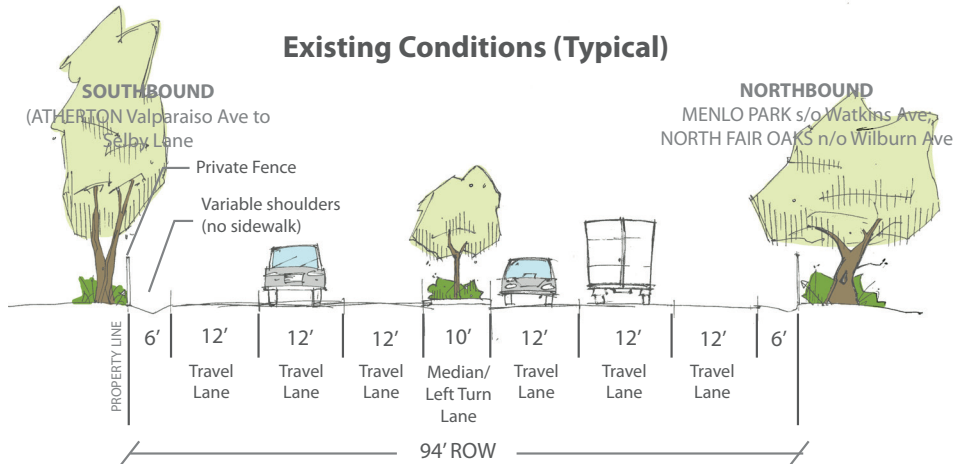 Existing Conditions (Typical)
SOUTHBOUND
(ATHERTON Valparaiso Ave to
Selby Lane
NORTHBOUND
MENLO PARK s/o Watkins Ave,
NORTH FAIR OAKS n/o Wilburn Ave
Private Fence
Variable shoulders
(no sidewalk)
PROPERTY LINE
6' 12' 12' 12' 10' 12' 12' 12' 6'
Travel Lane
Travel Lane
Travel Lane
Median/
Left Turn
Lane
Travel Lane
Travel Lane
Travel Lane
94' ROW